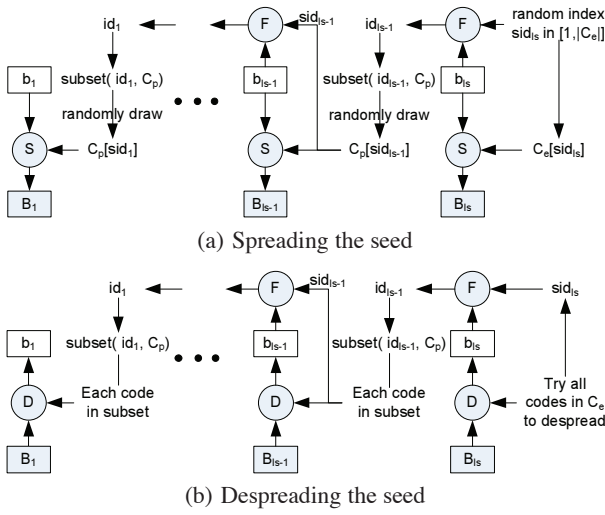 id1 F sidls-1 idls-1 F random index
sidls in [1,|Ce|]
b1 subset( id1, Cp) bls-1 subset( idls-1, Cp) bls
randomly draw • • • randomly draw
S Cp[sid1] S Cp[sidls-1] S Ce[sidls]
B1 Bls-1 Bls
(a) Spreading the seed
id1 F sidls-1 idls-1 F sidls
b1 subset( id1, Cp) • • • bls-1 subset( idls-1, Cp) bls
D Each code
in subset D Each code
in subset D Try all
codes in Ce
to despread
B1 Bls-1 Bls
(b) Despreading the seed